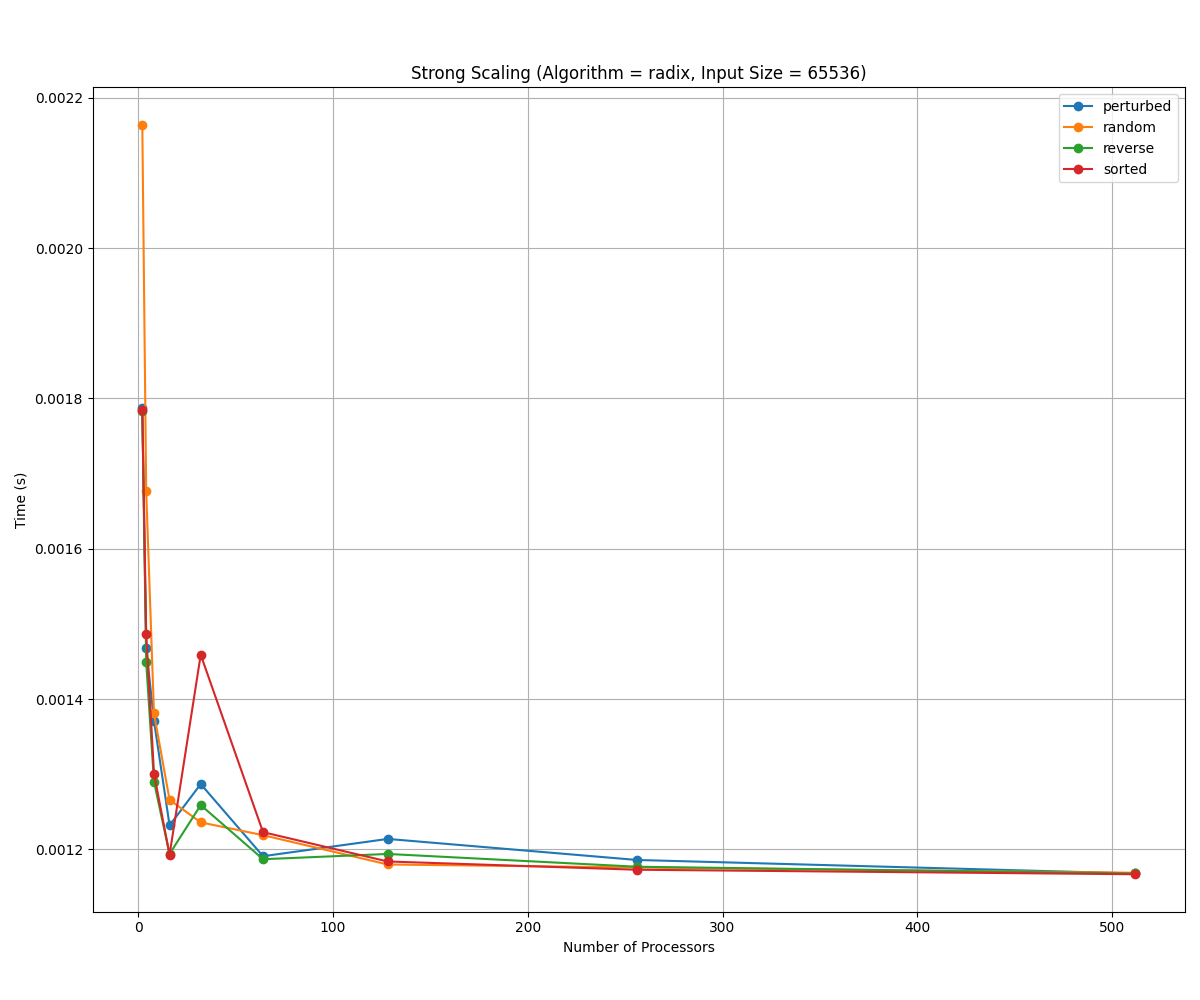 Strong Scaling (Algorithm = radix, Input Size = 65536)
perturbed
random
reverse
sorted
0.0022
0.0020
0.0018
0.0016
0.0014
0.0012
Time (s)
0 100 200 300 400 500
Number of Processors